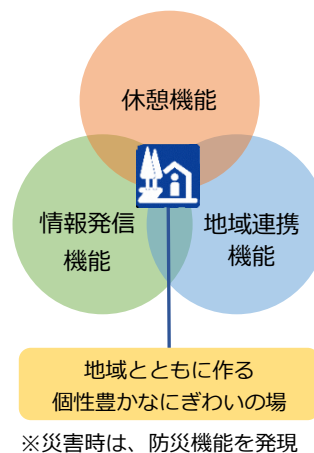 休憩機能
情報発信
機能
地域連携
機能
地域とともに作る
個性豊かなにぎわいの場
※災害時は、防災機能を発現